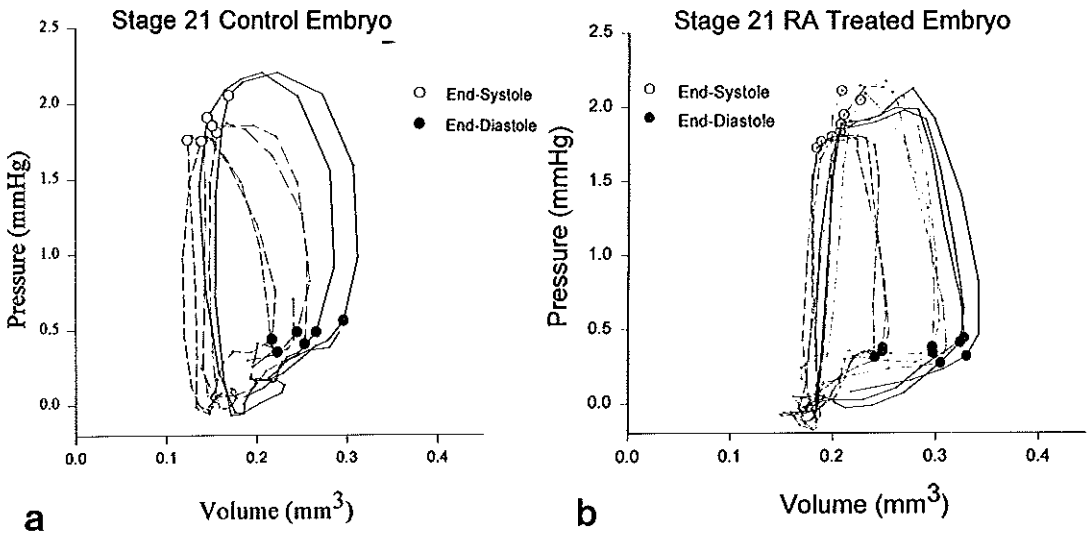 Stage 21 Control Embryo
2.5
2.0
1.5
1.0
0.5
0.0
Pressure (mmHg)
End-Systole
End-Diastole
0.0 0.1 0.2 0.3 0.4
Volume (mm3)
a
Stage 21 RA Treated Embryo
2.5
2.0
1.5
1.0
0.5
0.0
Pressure (mmHg)
End-Systole
End-Diastole
0.0 0.1 0.2 0.3 0.4
Volume (mm3)
b